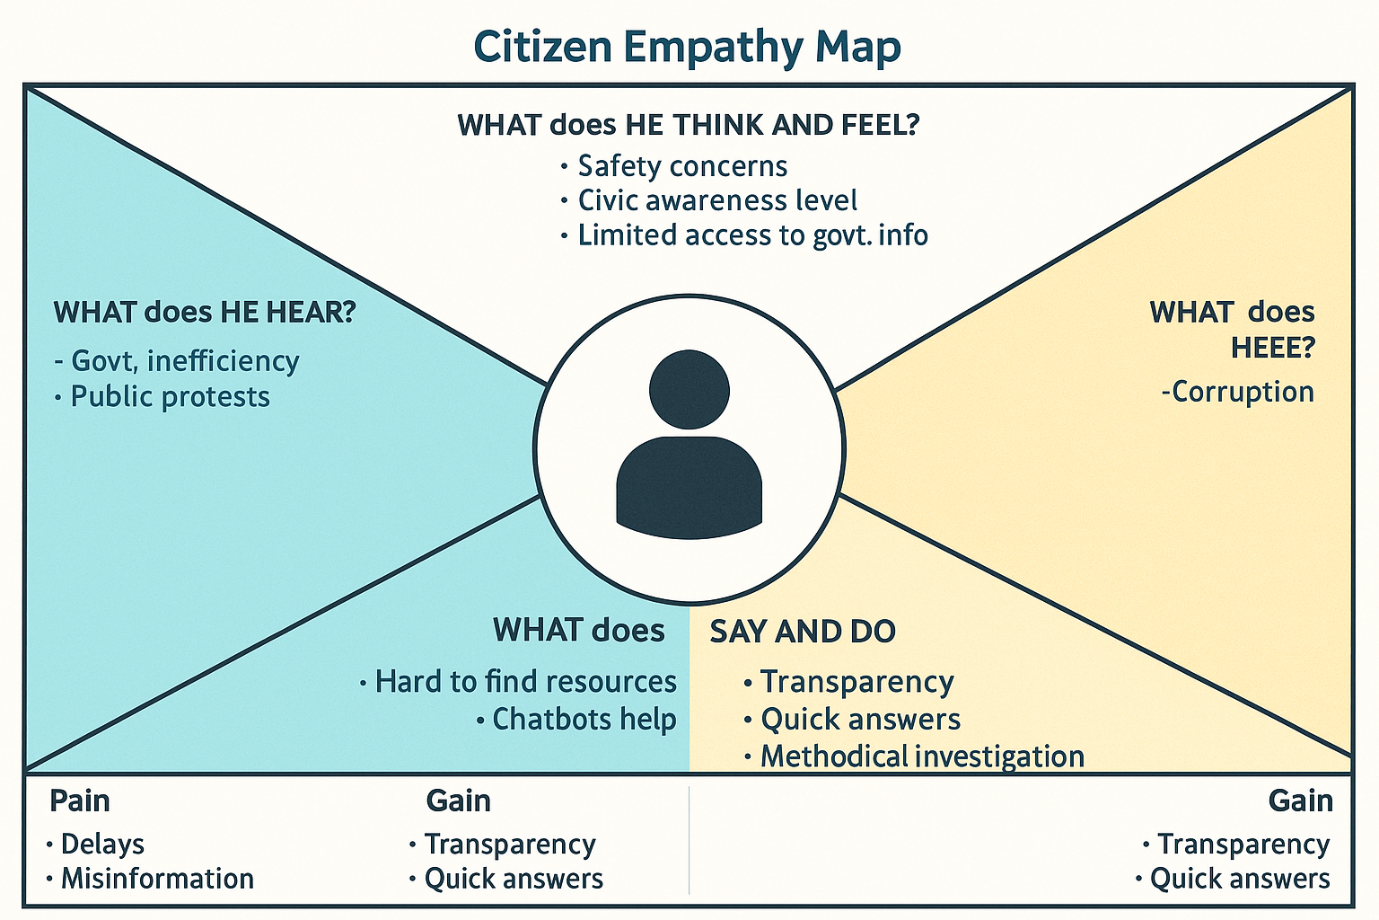 Citizen Empathy Map
WHAT does HE THINK AND FEEL?
• Safety concerns
• Civic awareness level
• Limited access to govt. info
WHAT does HE HEAR?
- Govt, inefficiency
• Public protests
WHAT does
HEEE?
-Corruption
WHAT does
• Hard to find resources
• Chatbots help
SAY AND DO
• Transparency
• Quick answers
• Methodical investigation
Pain
• Delays
• Misinformation
Gain
• Transparency
• Quick answers
Gain
• Transparency
• Quick answers